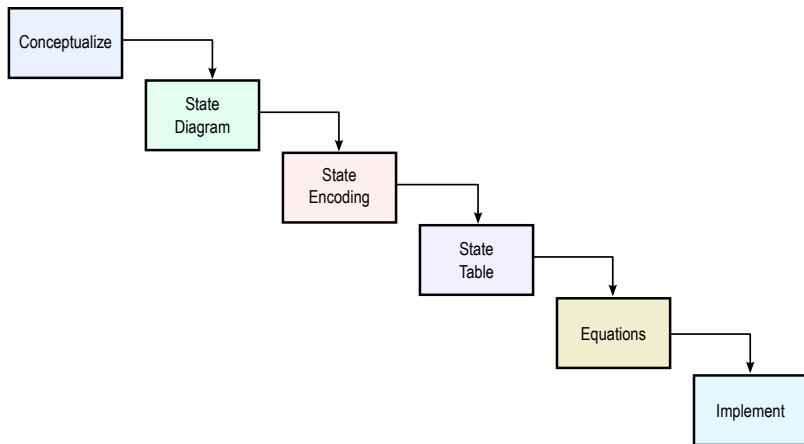 Conceptualize
State
Diagram
State
Encoding
State
Table
Equations
Implement